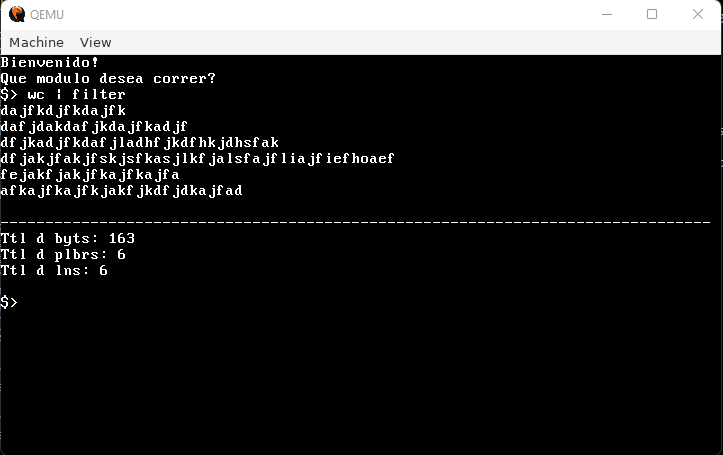 QEMU
Machine View
Bienvenido!
Que modulo desea correr?
$> wc | filter
dajfkdjfkdajfk
dafjdakdafjkdajfkadjf
dfjkadjfkdafjladhfjkdfhkjdhsfak
dfjakjfakjfskjsfkasjlkfjalsfajfliajfiefhoaef
fejakfjakjfkajfkajfa
afkajfkajfkjakfjkdfjdkajfad
-------------------------------------------------------------------------------
Ttl d byts: 163
Ttl d plbrs: 6
Ttl d lns: 6
$>